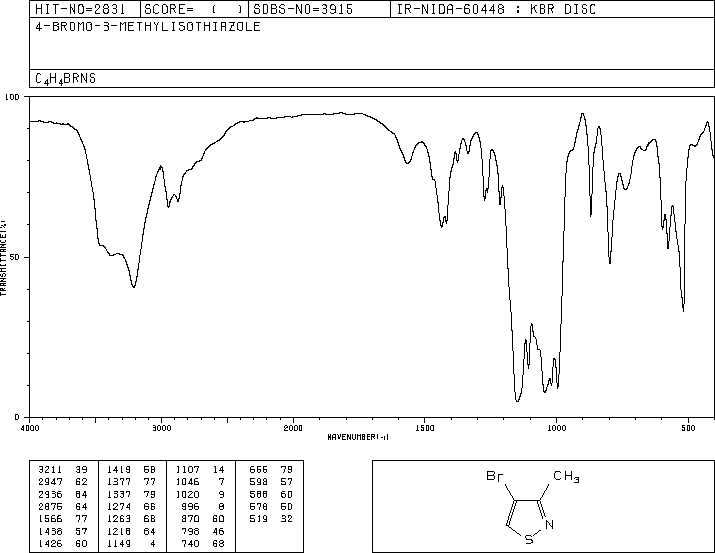 HIT-NO=2831 SCORE= ( ) SDBS-NO=3915 IR-NIDA-60448 : KBR DISC
4-BROMO-3-METHYLISOTHIAZOLE
C4H4BRNS
100
50
0
TRANSMITTANCE(%)
4000 3000 2000 1500 1000 500
WAVENUMBER(-1)
3211 39 1419 58 1107 14 666 79
2947 62 1377 77 1046 7 598 57
2936 64 1337 79 1020 9 588 60
2875 64 1274 66 996 8 578 50
1566 77 1263 66 870 60 519 32
1438 57 1218 64 798 46
1426 60 1149 4 740 68
Br CH3
N
S